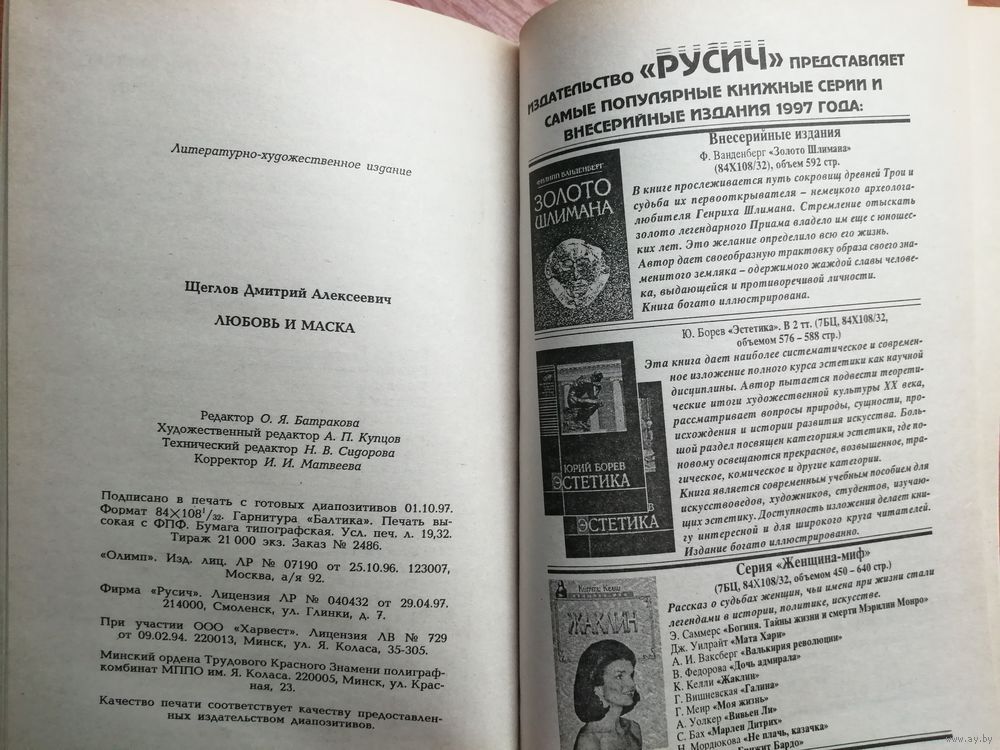 Литературно-художественное издание
Щеглов Дмитрий Алексеевич
ЛЮБОВЬ И МАСКА
Редактор О. Я. Батракова
Художественный редактор А. П. Купцов
Технический редактор Н. В. Сидорова
Корректор И. И. Матвеева
Подписано в печать с готовых диапозитивов 01.10.97.
Формат 84×108¹/₃₂. Гарнитура «Балтика». Печать вы-
сокая с ФПФ. Бумага типографская. Усл. печ. л. 19,32.
Тираж 21 000 экз. Заказ № 2486.
«Олимп». Изд. лиц. ЛР № 07190 от 25.10.96. 123007,
Москва, а/я 92.
Фирма «Русич». Лицензия ЛР № 040432 от 29.04.97.
214000, Смоленск, ул. Глинки, д. 7.
При участии ООО «Харвест». Лицензия ЛВ № 729
от 09.02.94. 220013, Минск, ул. Я. Коласа, 35-305.
Минский ордена Трудового Красного Знамени полиграф-
комбинат МППО им. Я. Коласа. 220005, Минск, ул. Крас-
ная, 23.
Качество печати соответствует качеству предоставлен-
ных издательством диапозитивов.
ИЗДАТЕЛЬСТВО «РУСИЧ» ПРЕДСТАВЛЯЕТ
САМЫЕ ПОПУЛЯРНЫЕ КНИЖНЫЕ СЕРИИ И
ВНЕСЕРИЙНЫЕ ИЗДАНИЯ 1997 ГОДА:
Внесерийные издания
Ф. Ванденберг «Золото Шлимана»
(84Х108/32), объем 592 стр.
ФИЛИПП ВАНДЕНБЕРГ
ЗОЛОТО
ШЛИМАНА
В книге прослеживается путь сокровищ древней Трои и
судьба их первооткрывателя – немецкого археолога-
любителя Генриха Шлимана. Стремление отыскать
золото легендарного Приама владело им еще с юношес-
ких лет. Это желание определило всю его жизнь.
Автор дает своеобразную трактовку образа своего зна-
менитого земляка – одержимого жаждой славы челове-
ка, выдающейся и противоречивой личности.
Книга богато иллюстрирована.
Ю. Борев «Эстетика». В 2 тт. (7БЦ, 84Х108/32,
объемом 576 – 588 стр.)
ЮРИЙ БОРЕВ
ЭСТЕТИКА
ЭСТЕТИКА
Эта книга дает наиболее систематическое и современ-
ное изложение полного курса эстетики как научной
дисциплины. Автор пытается подвести теорети-
ческие итоги художественной культуры XX века,
рассматривает вопросы природы, сущности, про-
исхождения и истории развития искусства. Боль-
шой раздел посвящен категориям эстетики, где по-
новому освещаются прекрасное, возвышенное, тра-
гическое, комическое и другие категории.
Книга является современным учебным пособием для
искусствоведов, художников, студентов, изучаю-
щих эстетику. Доступность изложения делает кни-
гу интересной и для широкого круга читателей.
Издание богато иллюстрированно.
Серия «Женщина-миф»
(7БЦ, 84Х108/32, объемом 450 – 640 стр.)
ЖАКЛИН
Рассказ о судьбах женщин, чьи имена при жизни стали
легендами в истории, политике, искусстве.
Э. Саммерс «Богиня. Тайны жизни и смерти Мэрилин Монро»
Дж. Уилрайт «Мата Хари»
А. И. Ваксберг «Валькирия революции»
В. Федорова «Дочь адмирала»
К. Келли «Жаклин»
Г. Вишневская «Галина»
Г. Меир «Моя жизнь»
А. Уолкер «Вивьен Ли»
С. Бах «Марлен Дитрих»
Н. Мордюкова «Не плачь, казачка»
Брижит Бардо»
www.ay.by